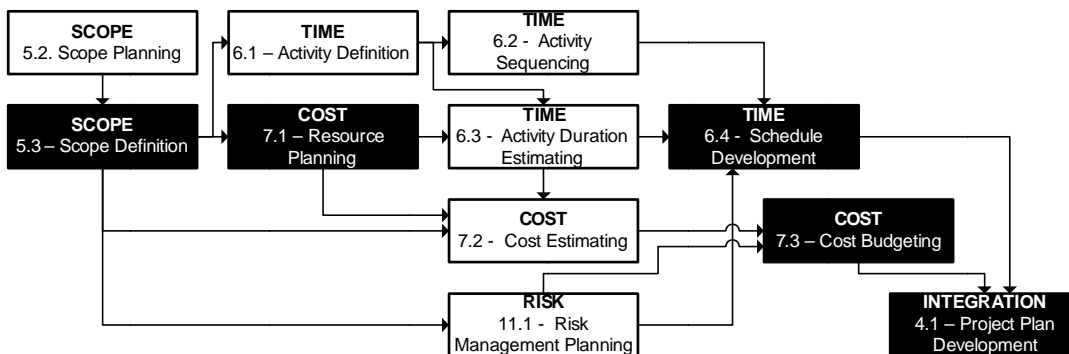 SCOPE
5.2. Scope Planning
TIME
6.1 – Activity Definition
TIME
6.2 - Activity
Sequencing
SCOPE
5.3 – Scope Definition
COST
7.1 – Resource
Planning
TIME
6.3 - Activity Duration
Estimating
TIME
6.4 - Schedule
Development
COST
7.2 - Cost Estimating
COST
7.3 – Cost Budgeting
RISK
11.1 - Risk
Management Planning
INTEGRATION
4.1 – Project Plan
Development